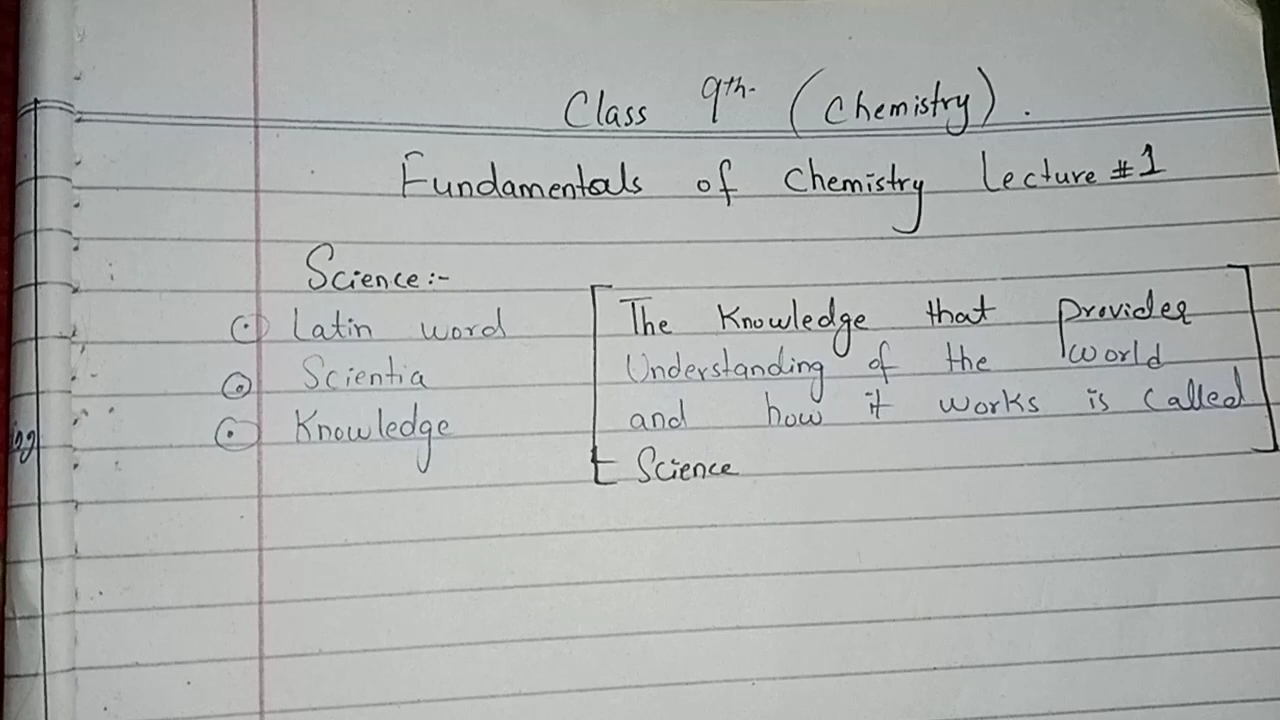 Class 9th. (Chemistry).
Fundamentals of Chemistry Lecture #1
Science:-
Latin word
Scientia
Knowledge
The Knowledge that provides
Understanding of the world
and how it works is called
Science